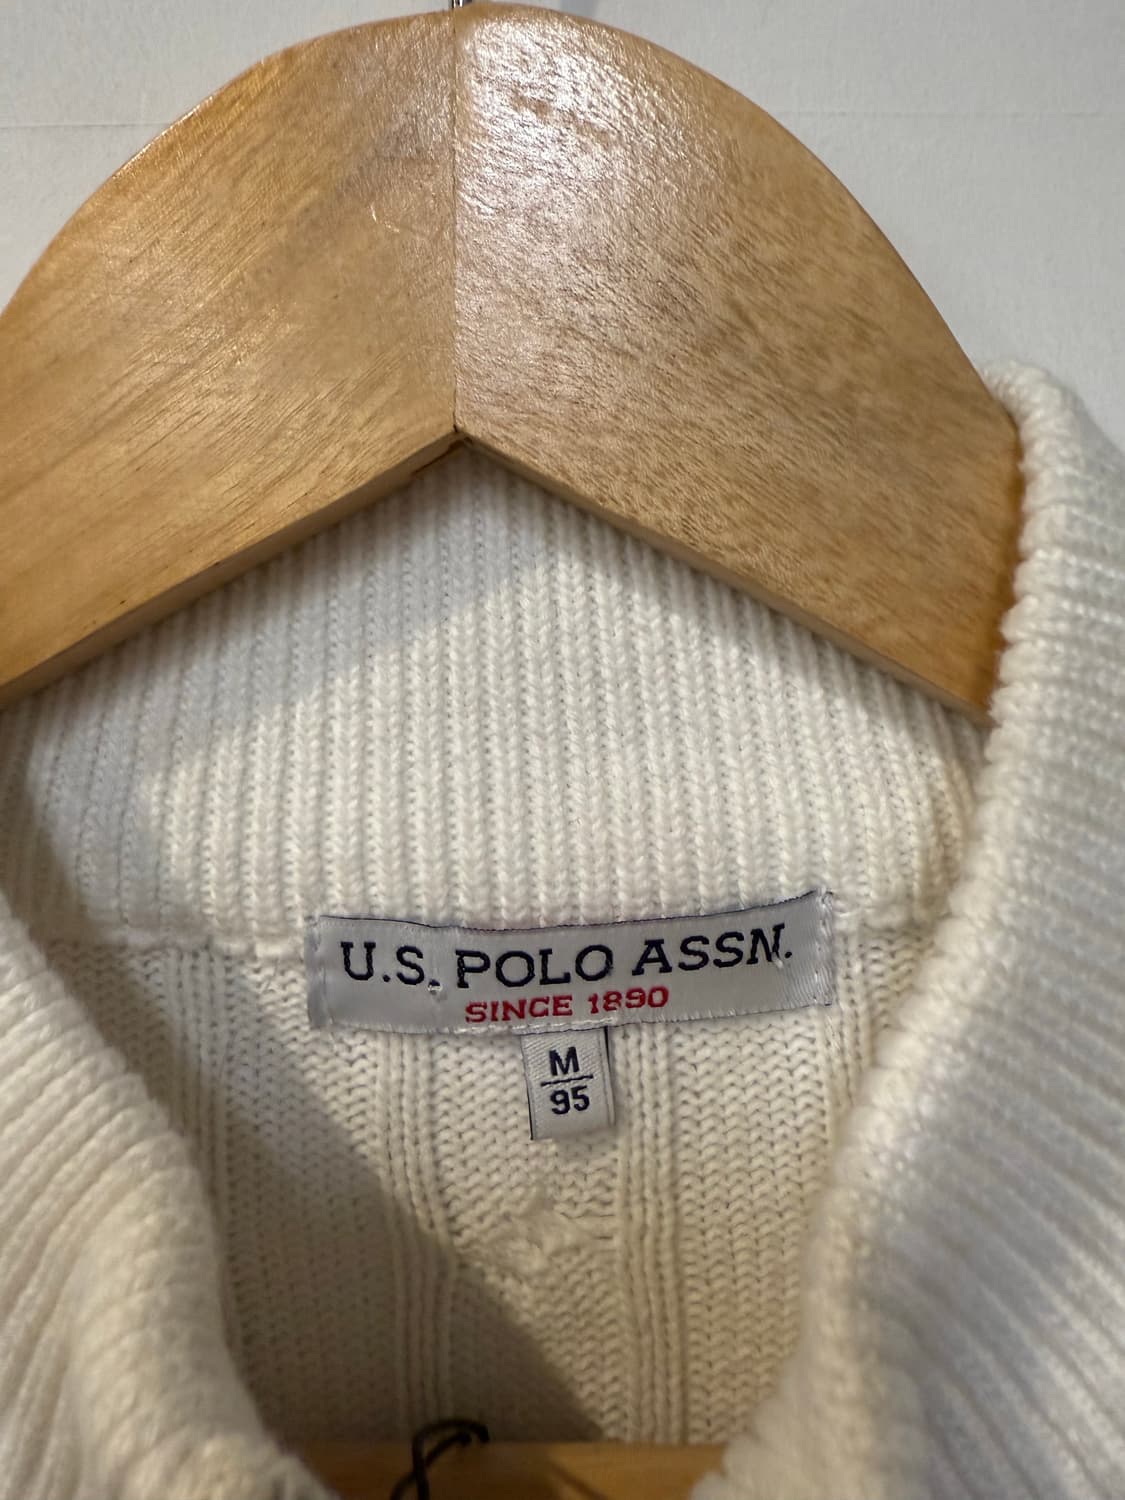 U.S. POLO ASSN.
SINCE 1890
M
95